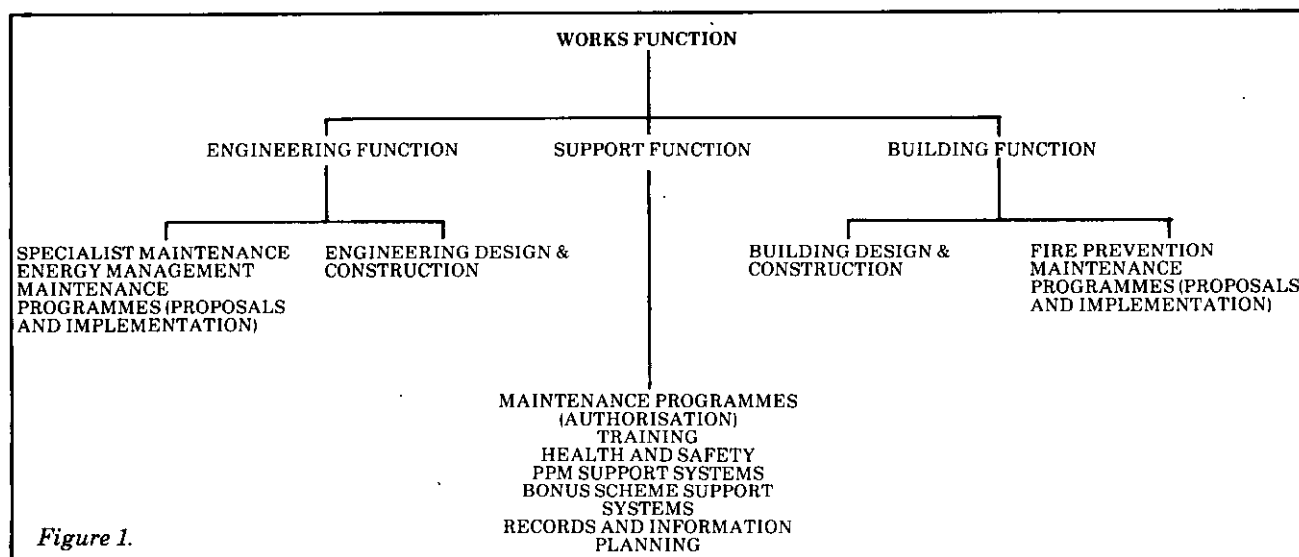 WORKS FUNCTION
ENGINEERING FUNCTION
SUPPORT FUNCTION
BUILDING FUNCTION
SPECIALIST MAINTENANCE
ENERGY MANAGEMENT
MAINTENANCE
PROGRAMMES (PROPOSALS
AND IMPLEMENTATION)
ENGINEERING DESIGN &
CONSTRUCTION
BUILDING DESIGN &
CONSTRUCTION
FIRE PREVENTION
MAINTENANCE
PROGRAMMES (PROPOSALS
AND IMPLEMENTATION)
MAINTENANCE PROGRAMMES
(AUTHORISATION)
TRAINING
HEALTH AND SAFETY
PPM SUPPORT SYSTEMS
BONUS SCHEME SUPPORT
SYSTEMS
RECORDS AND INFORMATION
PLANNING
Figure 1.